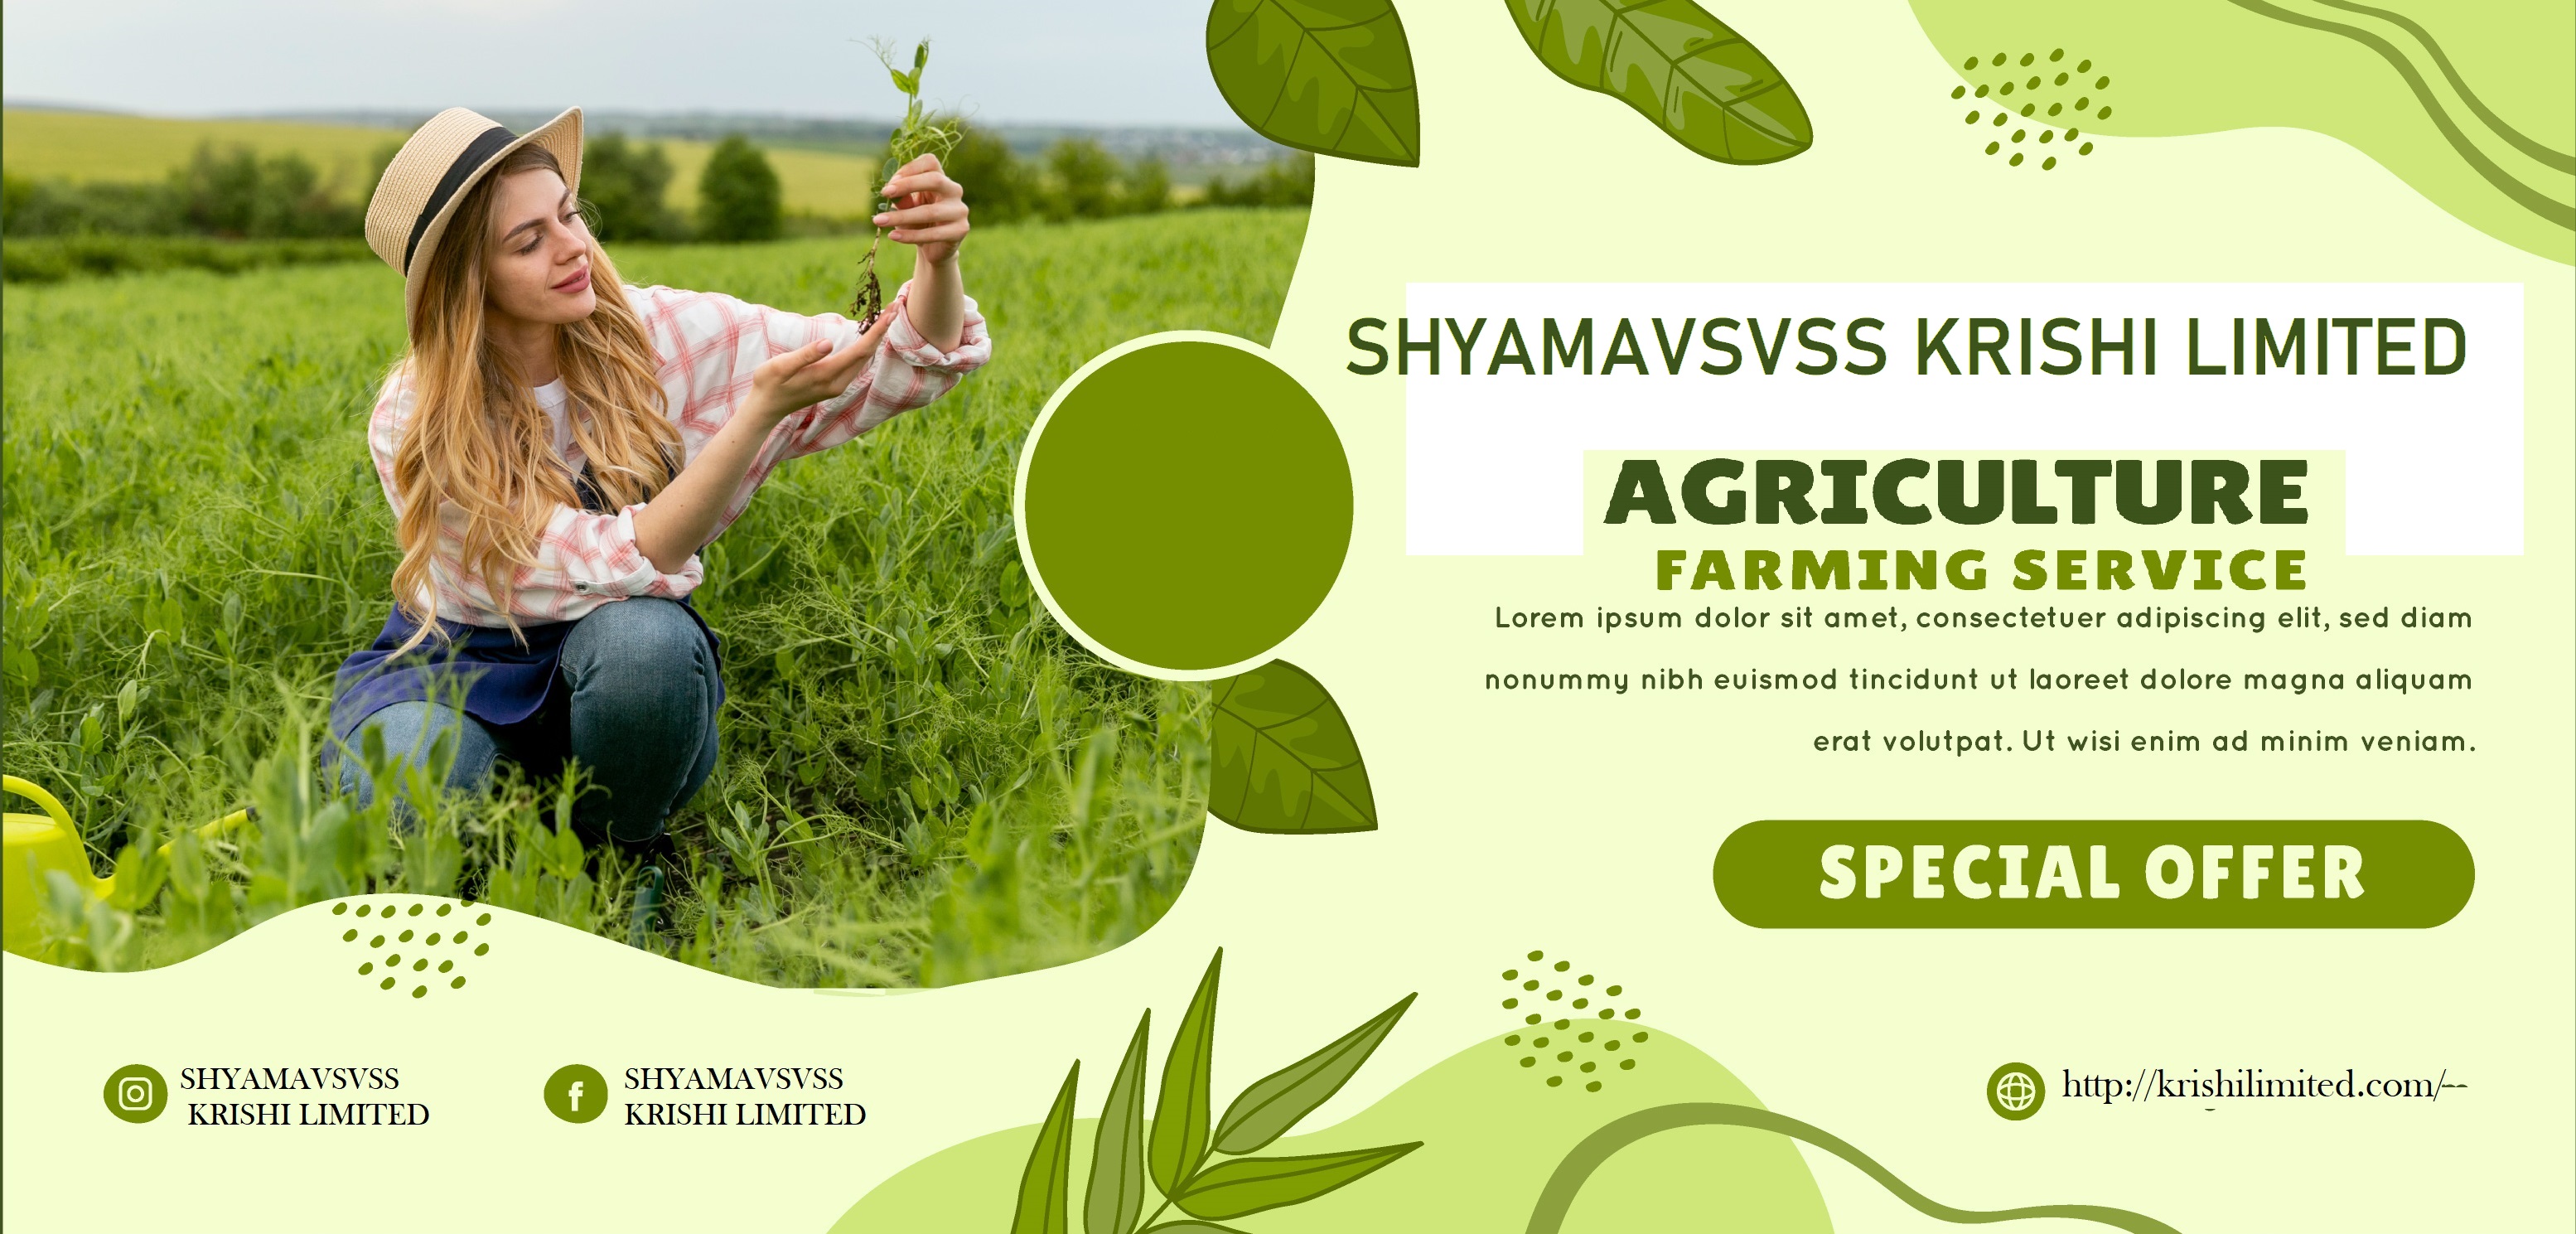 SHYAMAVSVSS KRISHI LIMITED
AGRICULTURE
FARMING SERVICE
Lorem ipsum dolor sit amet, consectetuer adipiscing elit, sed diam
nonummy nibh euismod tincidunt ut laoreet dolore magna aliquam
erat volutpat. Ut wisi enim ad minim veniam.
SPECIAL OFFER
SHYAMAVSVSS
KRISHI LIMITED
SHYAMAVSVSS
KRISHI LIMITED
http://krishilimited.com/